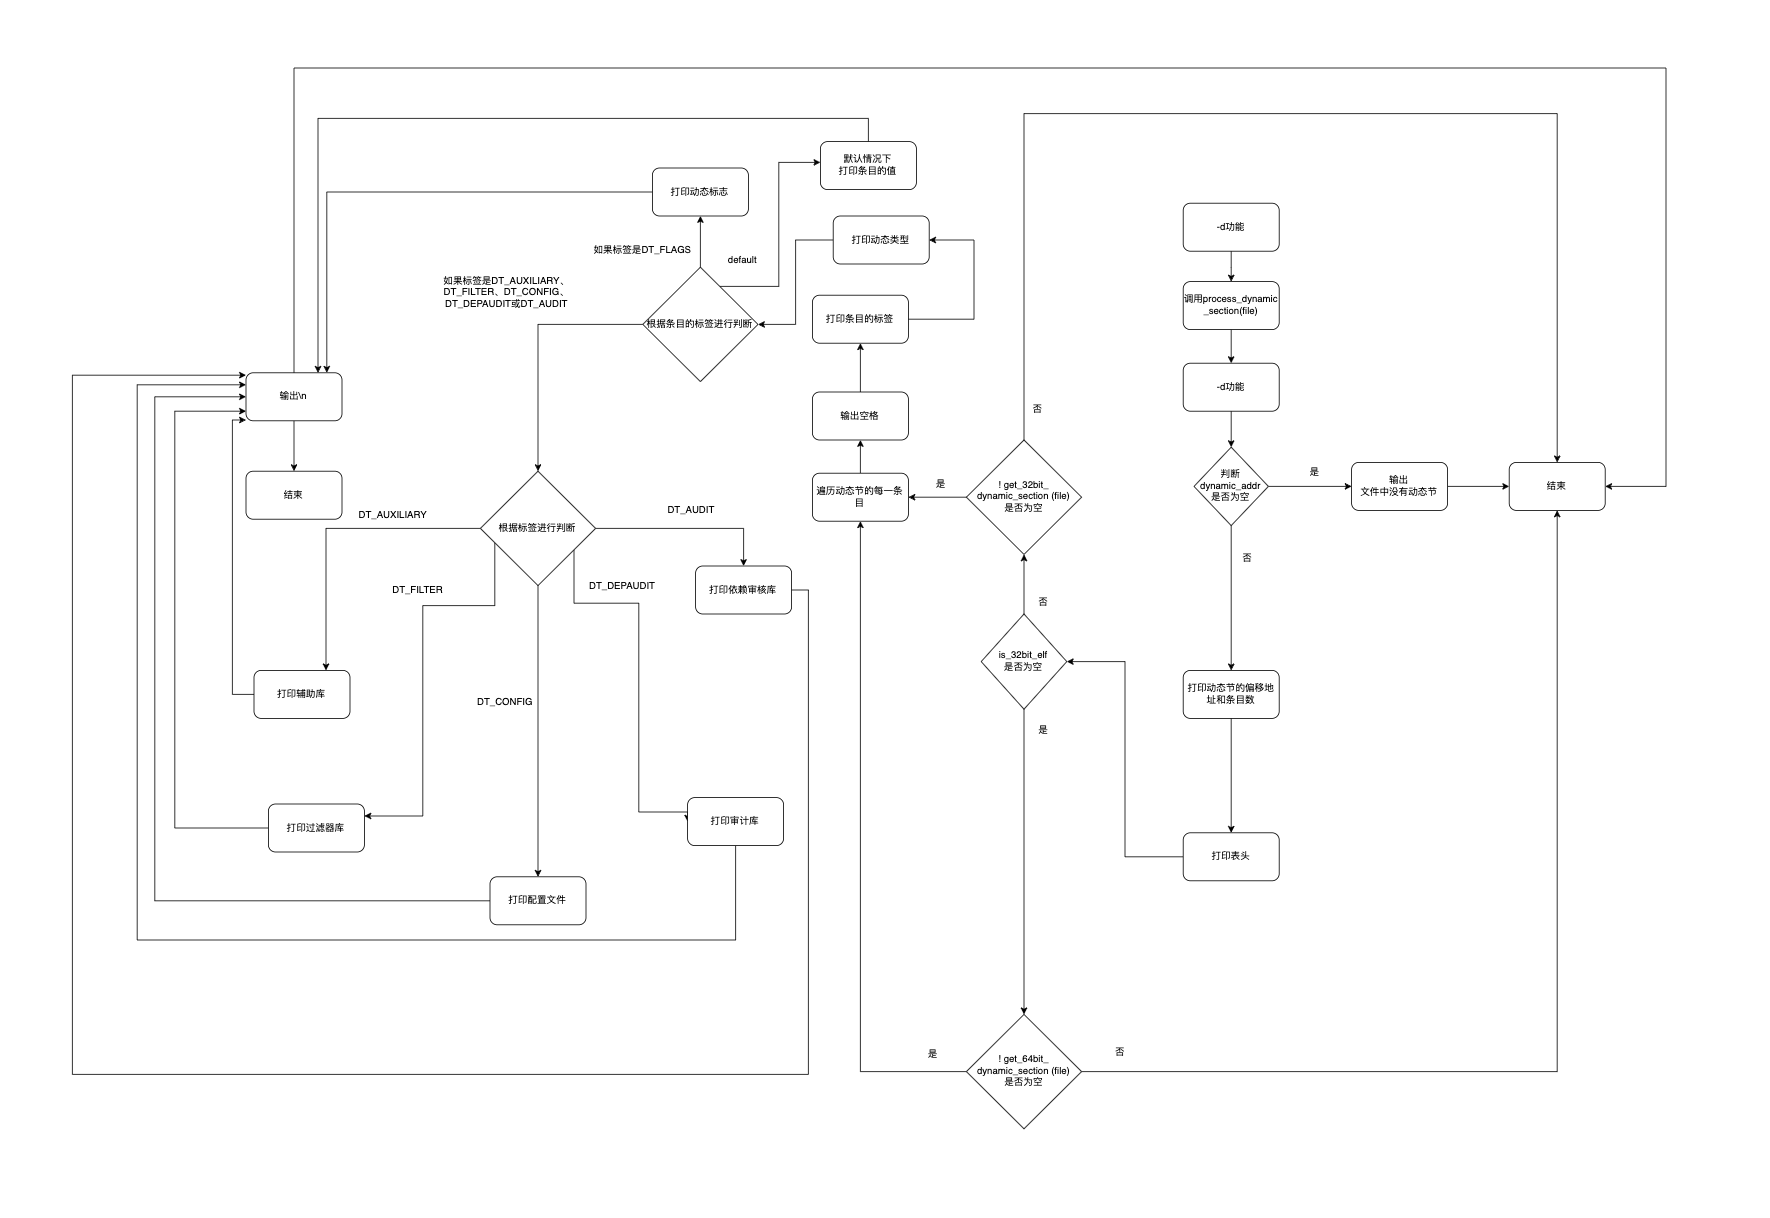 默认情况下
打印条目的值
打印动态标志
-d功能
打印动态类型
如果标签是DT_FLAGS
default
如果标签是DT_AUXILIARY、
DT_FILTER、DT_CONFIG、
DT_DEPAUDIT或DT_AUDIT
调用process_dynamic
_section(file)
打印条目的标签
根据条目的标签进行判断
-d功能
输出\n
输出空格
否
判断
dynamic_addr
是否为空
是
输出
文件中没有动态节
结束
! get_32bit_
dynamic_section (file)
是否为空
是
遍历动态节的每一条
目
结束
DT_AUXILIARY
根据标签进行判断
DT_AUDIT
否
DT_FILTER
DT_DEPAUDIT
打印依赖审核库
否
is_32bit_elf
是否为空
打印辅助库
打印动态节的偏移地
址和条目数
DT_CONFIG
是
打印过滤器库
打印审计库
打印表头
打印配置文件
是
! get_64bit_
dynamic_section (file)
是否为空
否